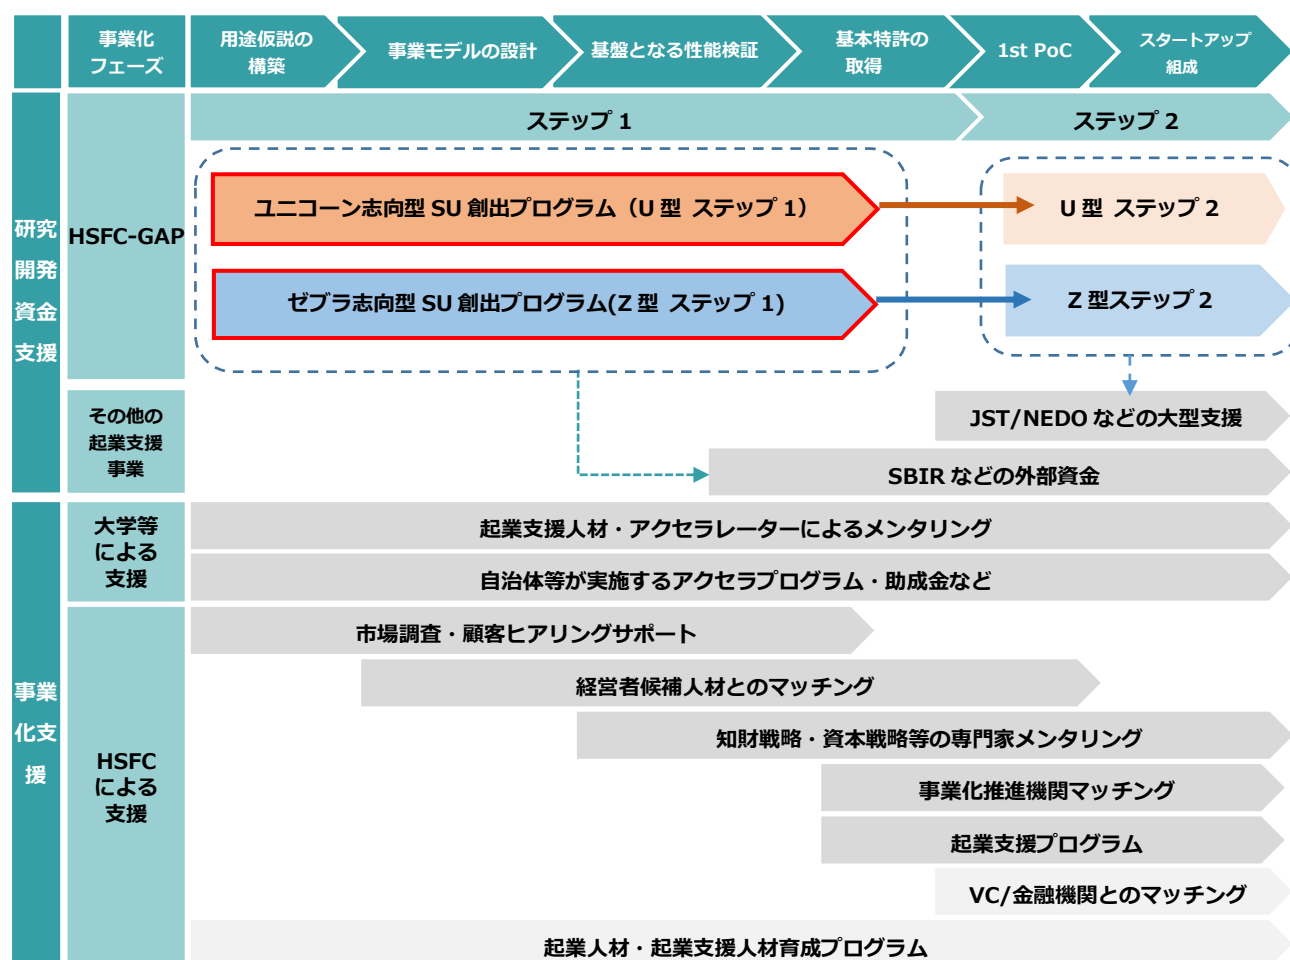 事業化
フェーズ
用途仮説の
構築
事業モデルの設計
基盤となる性能検証
基本特許の
取得
1st PoC
スタートアップ
組成
ステップ 1
ステップ 2
研究
開発
資金
支援
HSFC-GAP
ユニコーン志向型 SU 創出プログラム（U 型 ステップ 1）
U 型 ステップ 2
ゼブラ志向型 SU 創出プログラム(Z 型 ステップ 1)
Z 型ステップ 2
その他の
起業支援
事業
JST/NEDO などの大型支援
SBIR などの外部資金
事業
化支
援
大学等
による
支援
起業支援人材・アクセラレーターによるメンタリング
自治体等が実施するアクセラプログラム・助成金など
HSFC
による
支援
市場調査・顧客ヒアリングサポート
経営者候補人材とのマッチング
知財戦略・資本戦略等の専門家メンタリング
事業化推進機関マッチング
起業支援プログラム
VC/金融機関とのマッチング
起業人材・起業支援人材育成プログラム